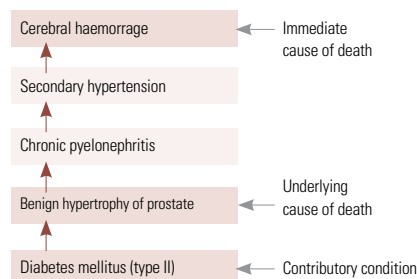 Cerebral haemorrage
Immediate
cause of death
Secondary hypertension
Chronic pyelonephritis
Benign hypertrophy of prostate
Underlying
cause of death
Diabetes mellitus (type II)
Contributory condition